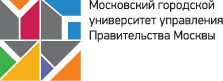 Московский городской
университет управления
Правительства Москвы